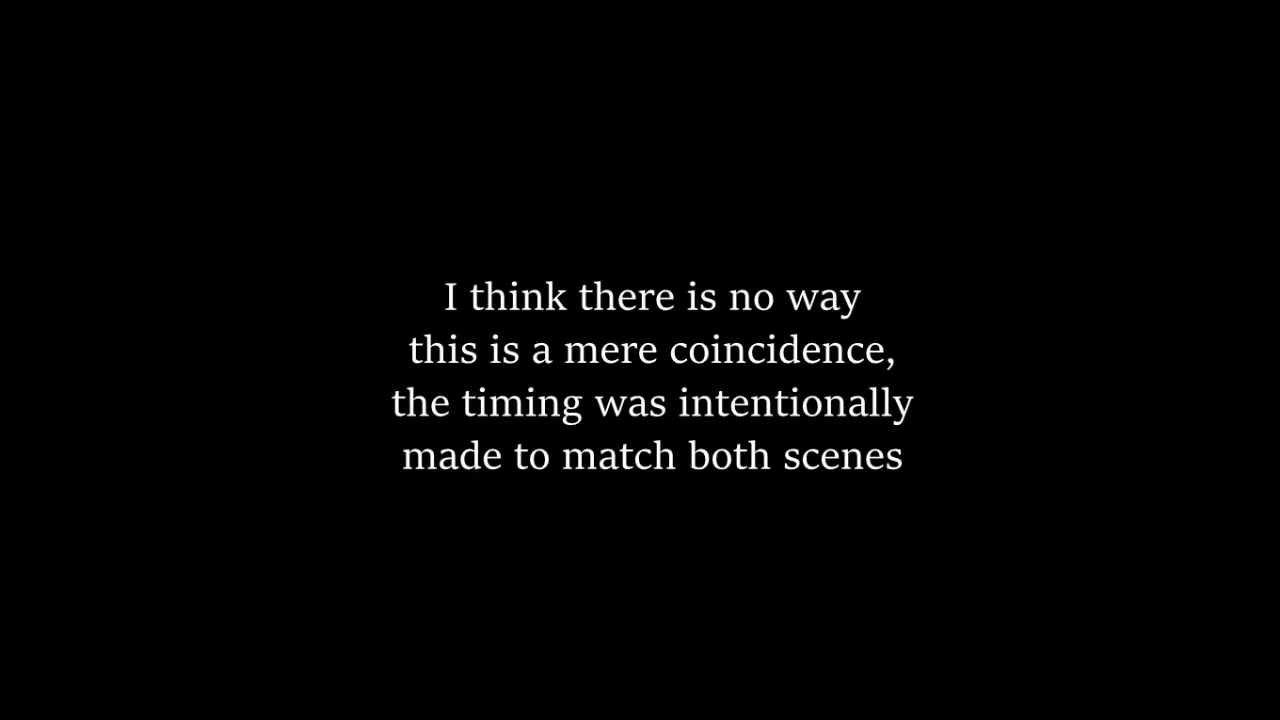 I think there is no way
this is a mere coincidence,
the timing was intentionally
made to match both scenes